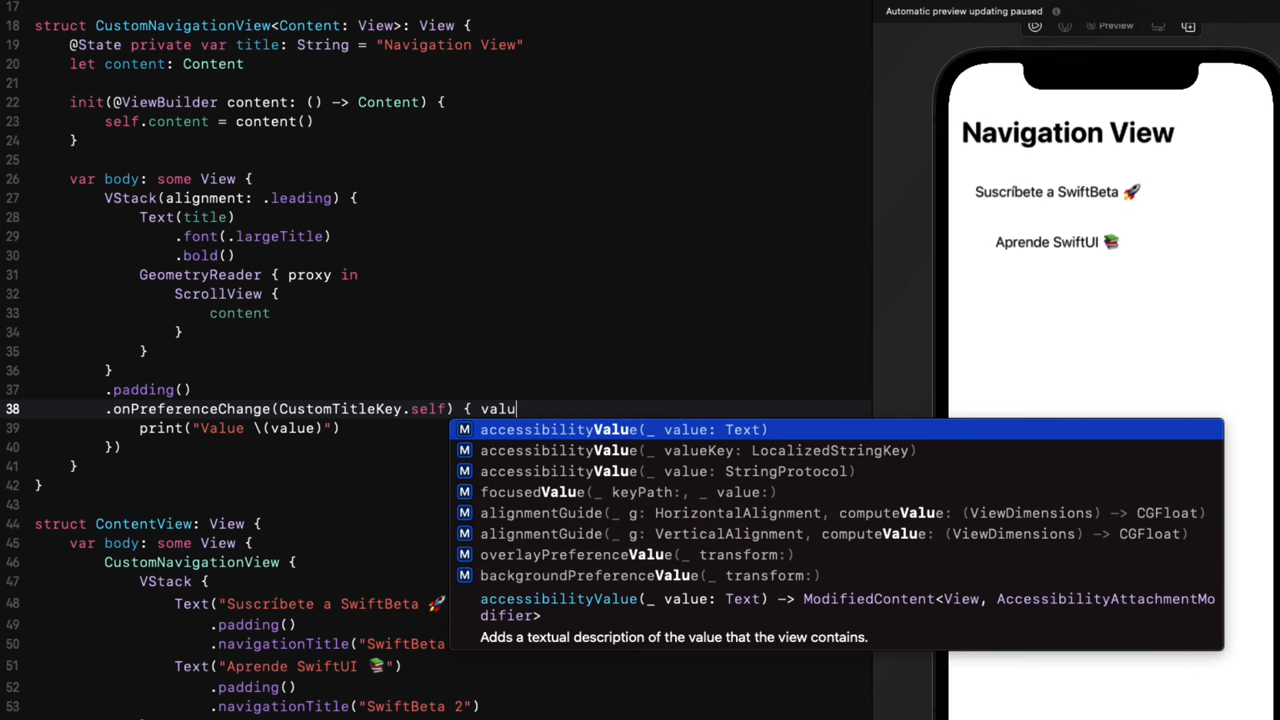 17
18 struct CustomNavigationView<Content: View>: View {
19 @State private var title: String = "Navigation View"
20 let content: Content
21
22 init(@ViewBuilder content: () -> Content) {
23 self.content = content()
24 }
25
26 var body: some View {
27 VStack(alignment: .leading) {
28 Text(title)
29 .font(.largeTitle)
30 .bold()
31 GeometryReader { proxy in
32 ScrollView {
33 content
34 }
35 }
36 }
37 .padding()
38 .onPreferenceChange(CustomTitleKey.self) { valu
39 print("Value \(value)")
40 })
41 }
42 }
43
44 struct ContentView: View {
45 var body: some View {
46 CustomNavigationView {
47 VStack {
48 Text("Suscríbete a SwiftBeta 🚀
49 .padding()
50 .navigationTitle("SwiftBeta
51 Text("Aprende SwiftUI 📚")
52 .padding()
53 .navigationTitle("SwiftBeta 2")
M accessibilityValue(_ value: Text)
M accessibilityValue(_ valueKey: LocalizedStringKey)
M accessibilityValue(_ value: StringProtocol)
M focusedValue(_ keyPath:, _ value:)
M alignmentGuide(_ g: HorizontalAlignment, computeValue: (ViewDimensions) -> CGFloat)
M alignmentGuide(_ g: VerticalAlignment, computeValue: (ViewDimensions) -> CGFloat)
M overlayPreferenceValue(_ transform:)
M backgroundPreferenceValue(_ transform:)
accessibilityValue(_ value: Text) -> ModifiedContent<View, AccessibilityAttachmentMo
difier>
Adds a textual description of the value that the view contains.
Automatic preview updating paused
Preview
Navigation View
Suscríbete a SwiftBeta 🚀
Aprende SwiftUI 📚